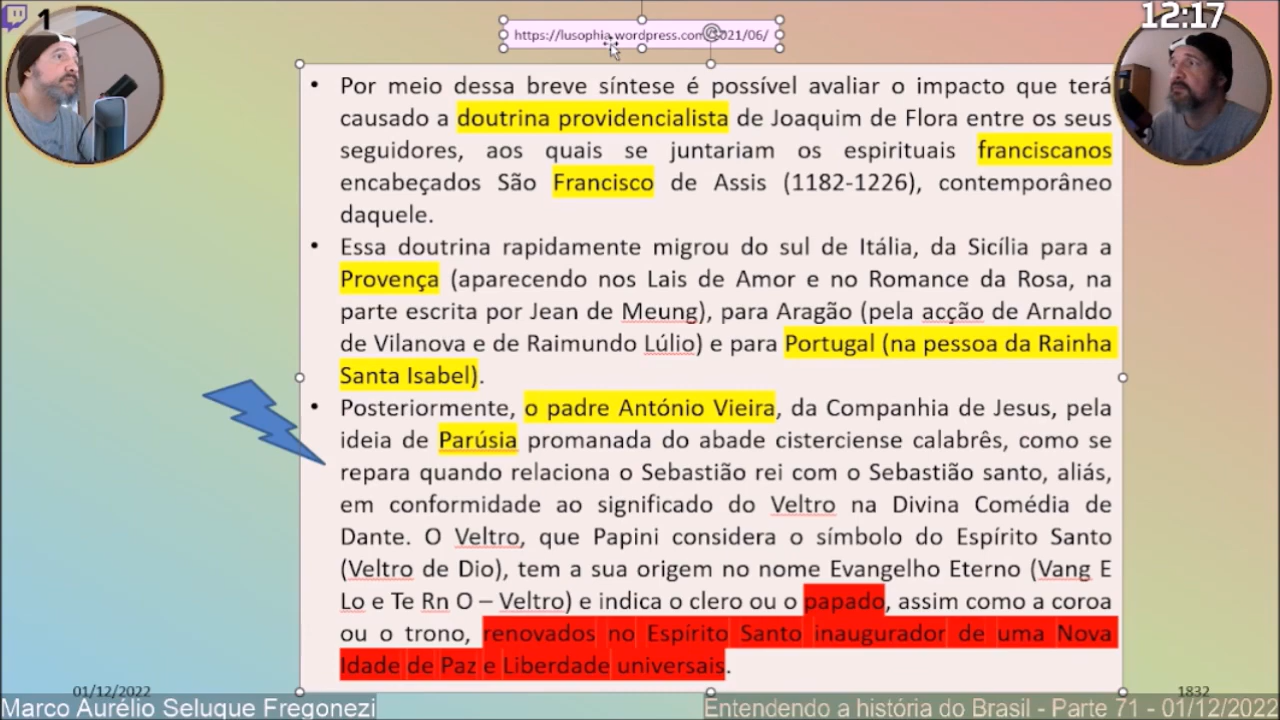 1
12:17
https://lusophia.wordpress.com/2021/06/
• Por meio dessa breve síntese é possível avaliar o impacto que terá
causado a doutrina providencialista de Joaquim de Flora entre os seus
seguidores, aos quais se juntariam os espirituais franciscanos
encabeçados São Francisco de Assis (1182-1226), contemporâneo
daquele.
• Essa doutrina rapidamente migrou do sul de Itália, da Sicília para a
Provença (aparecendo nos Lais de Amor e no Romance da Rosa, na
parte escrita por Jean de Meung), para Aragão (pela acção de Arnaldo
de Vilanova e de Raimundo Lúlio) e para Portugal (na pessoa da Rainha
Santa Isabel).
• Posteriormente, o padre António Vieira, da Companhia de Jesus, pela
ideia de Parúsia promanada do abade cisterciense calabrês, como se
repara quando relaciona o Sebastião rei com o Sebastião santo, aliás,
em conformidade ao significado do Veltro na Divina Comédia de
Dante. O Veltro, que Papini considera o símbolo do Espírito Santo
(Veltro de Dio), tem a sua origem no nome Evangelho Eterno (Vang E
Lo e Te Rn O – Veltro) e indica o clero ou o papado, assim como a coroa
ou o trono, renovados no Espírito Santo inaugurador de uma Nova
Idade de Paz e Liberdade universais.
01/12/2022
1832
Marco Aurélio Seluque Fregonezi
Entendendo a história do Brasil - Parte 71 - 01/12/2022